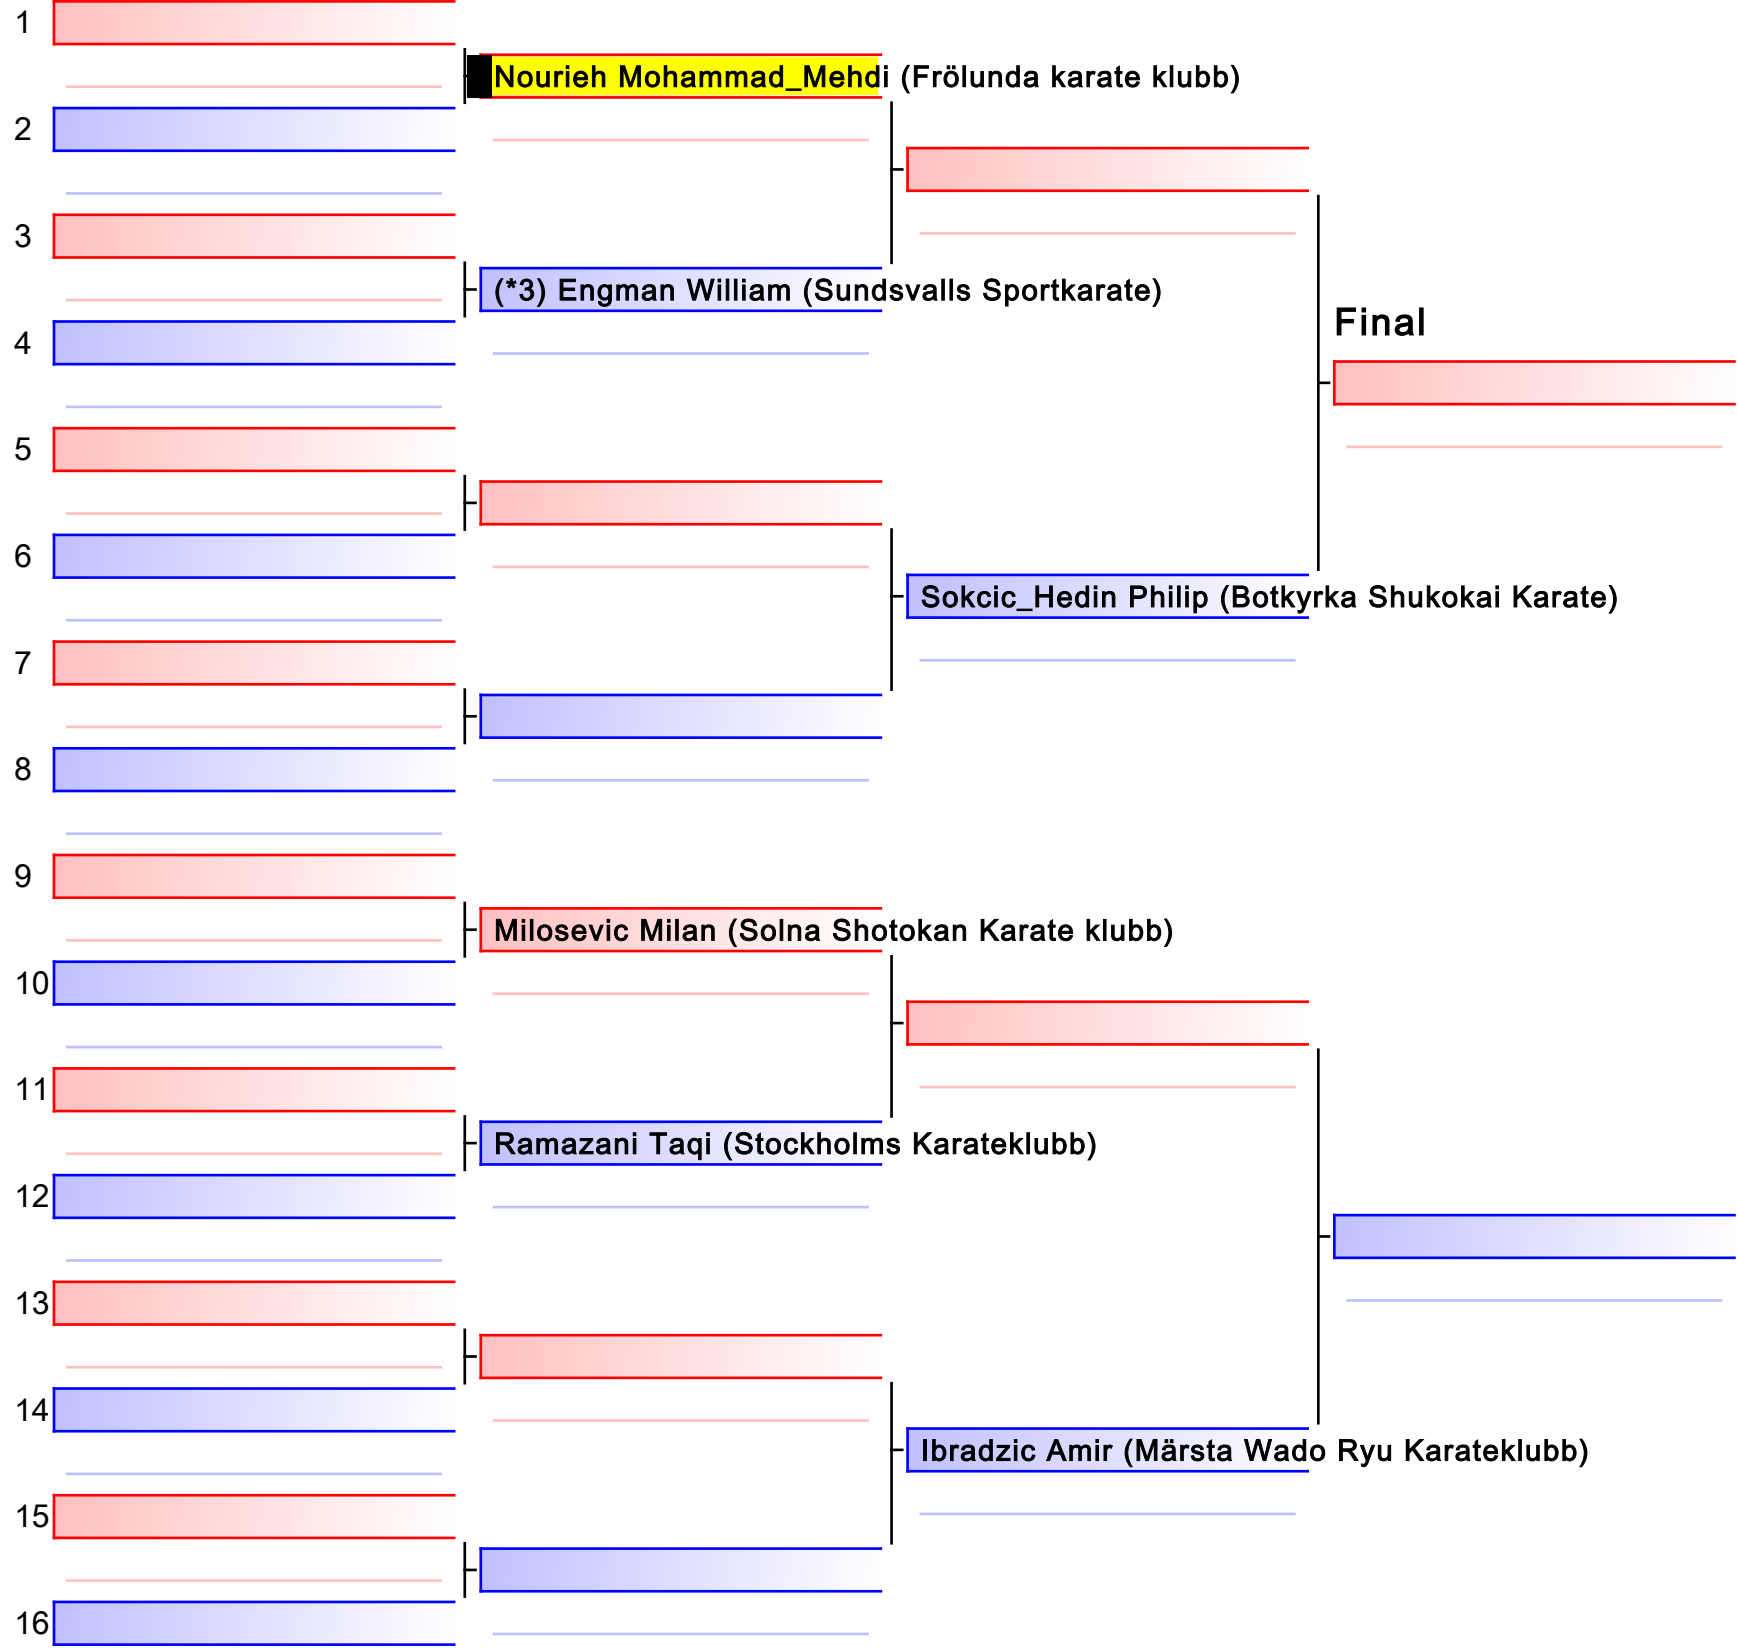 1
Nourieh Mohammad_Mehdi (Frölunda karate klubb)
2
3
(*3) Engman William (Sundsvalls Sportkarate)
Final
4
5
6
Sokcic_Hedin Philip (Botkyrka Shukokai Karate)
7
8
9
Milosevic Milan (Solna Shotokan Karate klubb)
10
11
Ramazani Taqi (Stockholms Karateklubb)
12
13
14
Ibradzic Amir (Märsta Wado Ryu Karateklubb)
15
16